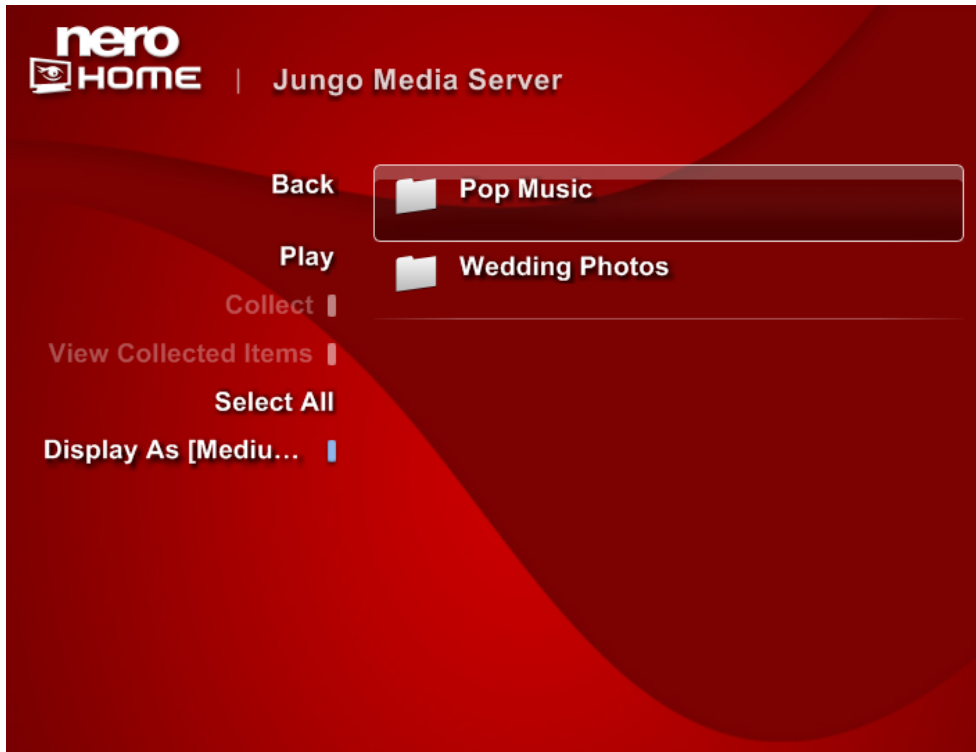 nero
HOME | Jungo Media Server
Back
Play
Collect
View Collected Items
Select All
Display As [Mediu...
Pop Music
Wedding Photos